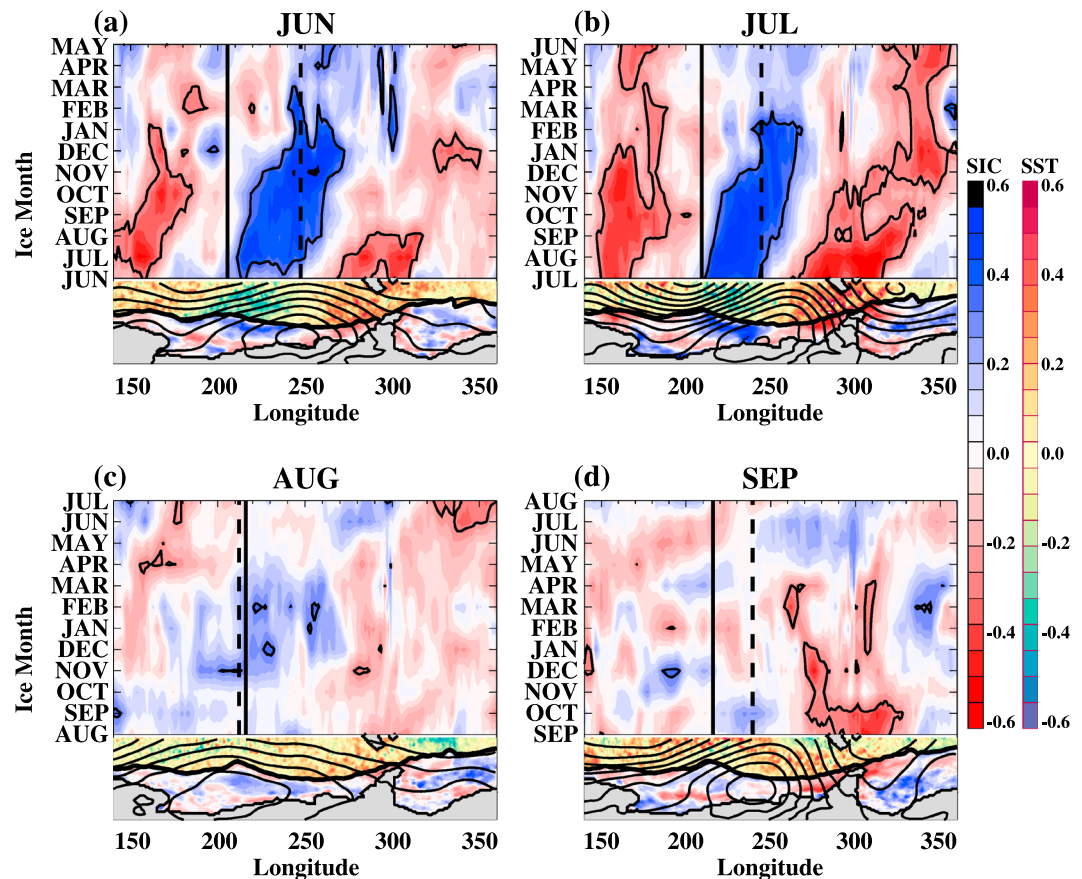 (a) JUN (b) JUL
MAY
APR
MAR
FEB
JAN
DEC
NOV
OCT
SEP
AUG
JUL
JUN
Ice Month
150 200 250 300 350
Longitude
JUN
MAY
APR
MAR
FEB
JAN
DEC
NOV
OCT
SEP
AUG
JUL
150 200 250 300 350
Longitude
SIC SST
0.6 0.6
0.4 0.4
0.2 0.2
0.0 0.0
-0.2 -0.2
-0.4 -0.4
-0.6 -0.6
(c) AUG (d) SEP
JUL
JUN
MAY
APR
MAR
FEB
JAN
DEC
NOV
OCT
SEP
AUG
Ice Month
150 200 250 300 350
Longitude
AUG
JUL
JUN
MAY
APR
MAR
FEB
JAN
DEC
NOV
OCT
SEP
150 200 250 300 350
Longitude